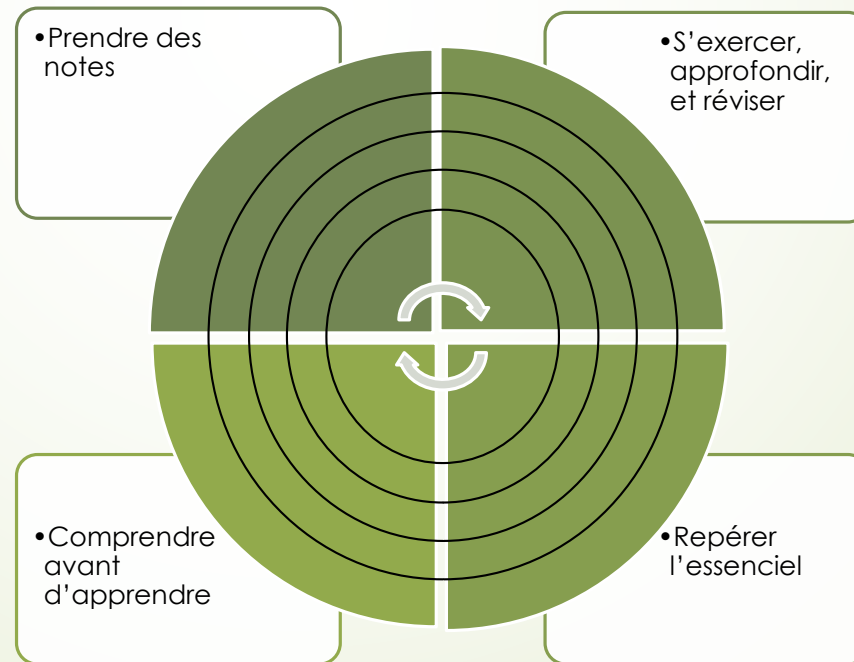 •Prendre des
notes
•S’exercer,
approfondir,
et réviser
•Comprendre
avant
d’apprendre
•Repérer
l’essenciel